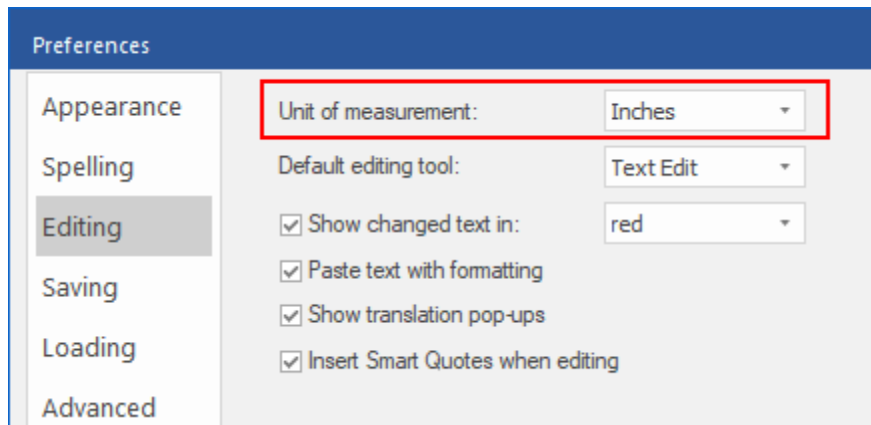 Preferences
Appearance
Spelling
Editing
Saving
Loading
Advanced
Unit of measurement: Inches
Default editing tool: Text Edit
Show changed text in: red
Paste text with formatting
Show translation pop-ups
Insert Smart Quotes when editing